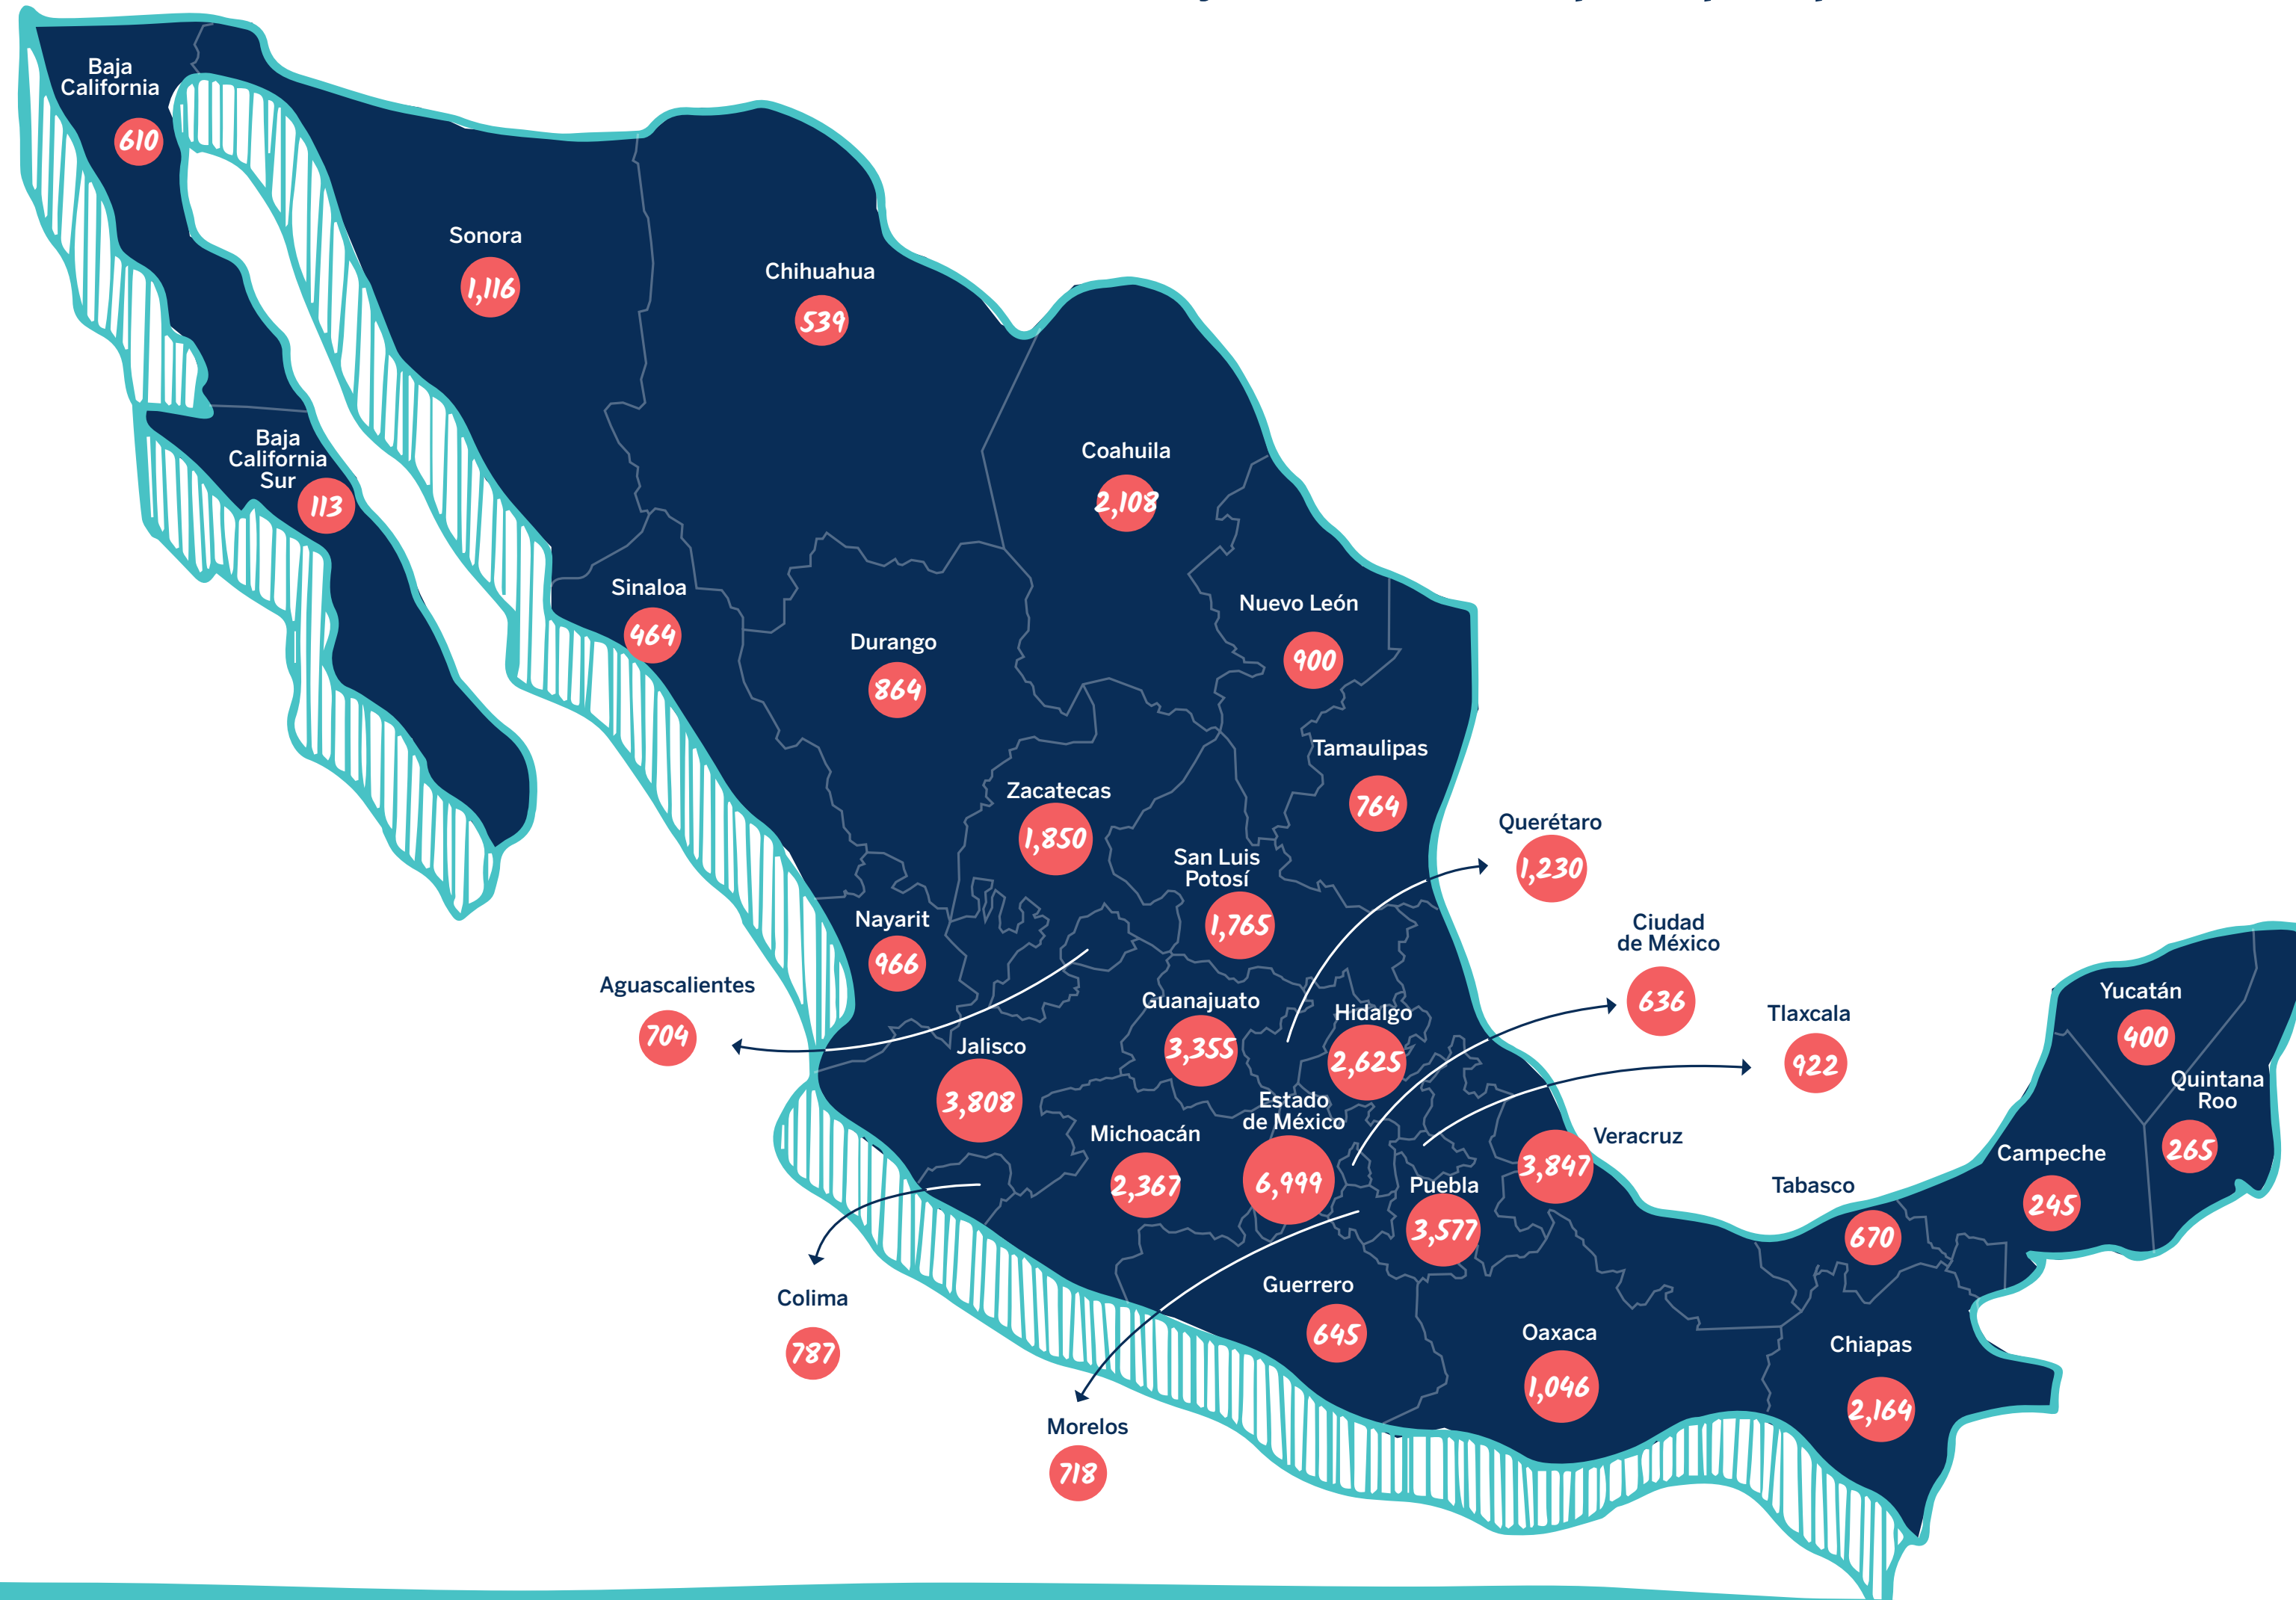 Baja
California
610
Sonora
1,116
Chihuahua
539
Baja
California
Sur
113
Coahuila
2,108
Sinaloa
464
Durango
864
Nuevo León
900
Tamaulipas
764
Zacatecas
1,850
San Luis
Potosí
1,765
Querétaro
1,230
Nayarit
966
Ciudad
de México
636
Aguascalientes
704
Guanajuato
3,355
Hidalgo
2,625
Tlaxcala
922
Yucatán
400
Jalisco
3,808
Estado
de México
6,999
Quintana
Roo
265
Michoacán
2,367
Veracruz
3,847
Puebla
3,577
Campeche
245
Tabasco
670
Colima
787
Guerrero
645
Oaxaca
1,046
Chiapas
2,164
Morelos
718